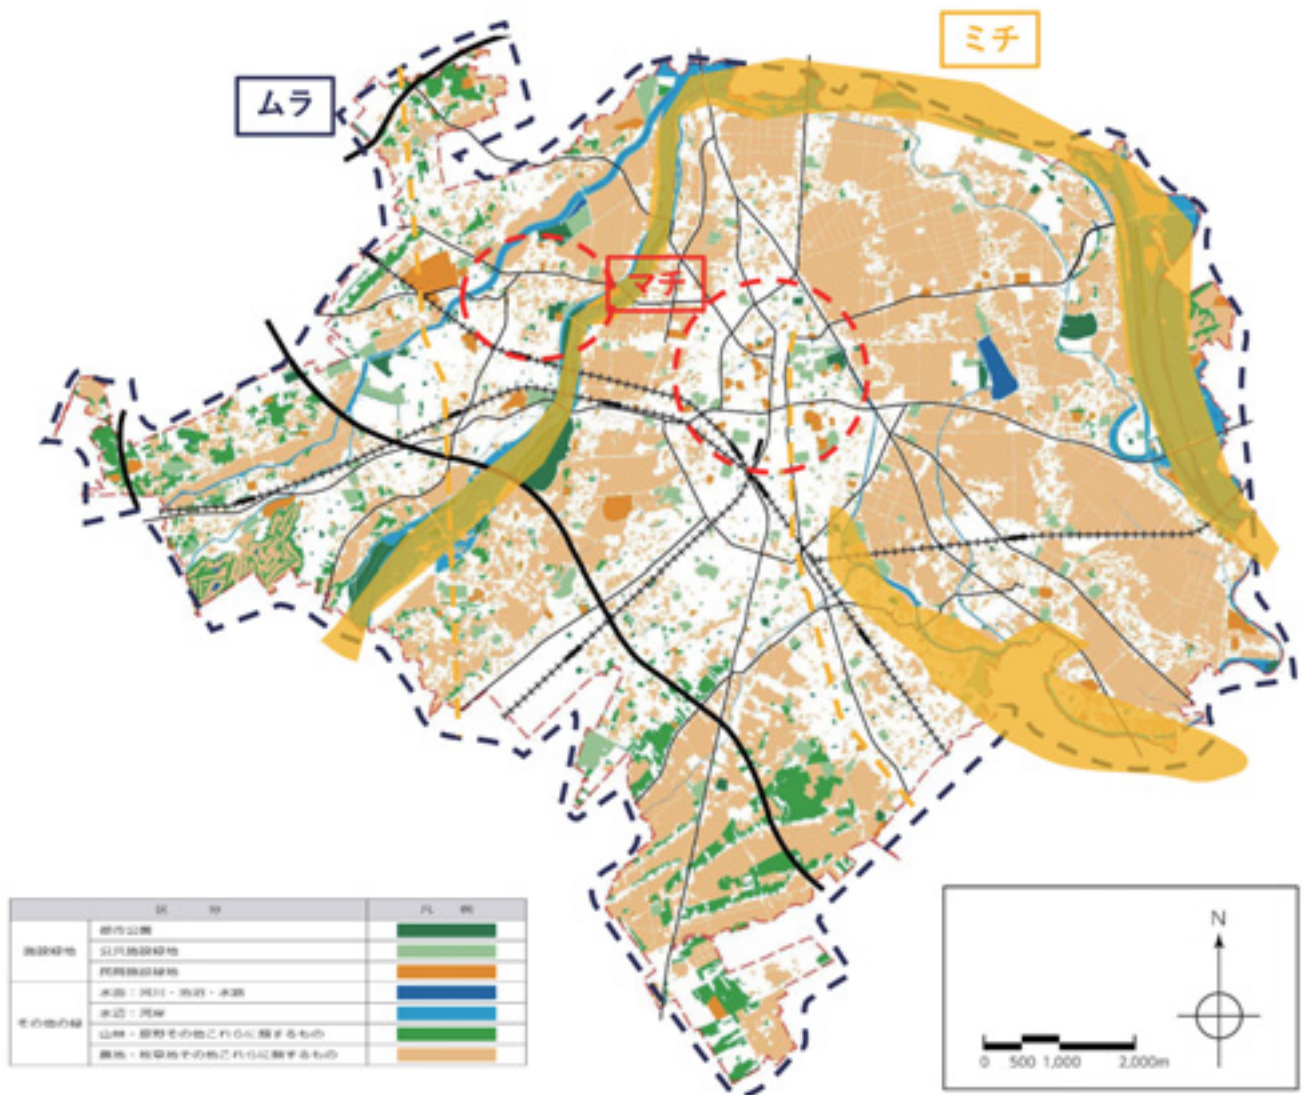 ミチ
ムラ
マチ
区 分
凡 例
施設緑地
都市公園
公共施設緑地
民間施設緑地
その他の緑
水面：河川・池沼・水路
水辺：河岸
山林・原野その他これらに類するもの
農地・牧草地その他これらに類するもの
N
0 500 1,000 2,000m